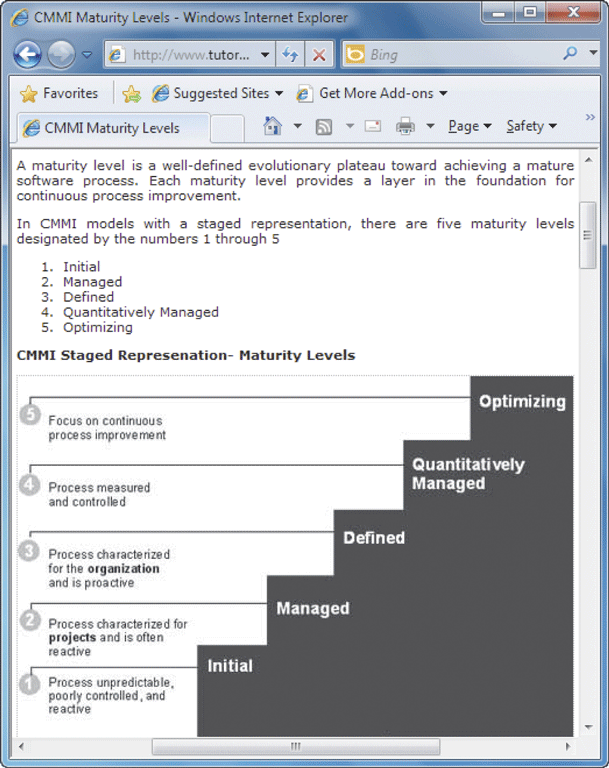 CMMI Maturity Levels - Windows Internet Explorer
http://www.tutor...
Bing
Favorites
Suggested Sites
Get More Add-ons
CMMI Maturity Levels
Page
Safety
A maturity level is a well-defined evolutionary plateau toward achieving a mature
software process. Each maturity level provides a layer in the foundation for
continuous process improvement.
In CMMI models with a staged representation, there are five maturity levels
designated by the numbers 1 through 5
1. Initial
2. Managed
3. Defined
4. Quantitatively Managed
5. Optimizing
CMMI Staged Represenation- Maturity Levels
Optimizing
5
Focus on continuous
process improvement
Quantitatively
Managed
4
Process measured
and controlled
Defined
3
Process characterized
for the organization
and is proactive
Managed
2
Process characterized for
projects and is often
reactive
Initial
1
Process unpredictable,
poorly controlled, and
reactive